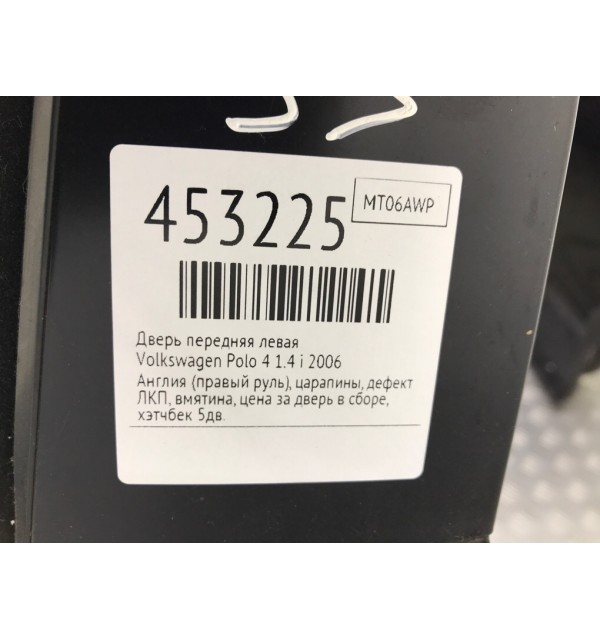 453225
MT06AWP
Дверь передняя левая
Volkswagen Polo 4 1.4 i 2006
Англия (правый руль), царапины, дефект
ЛКП, вмятина, цена за дверь в сборе,
хэтчбек 5дв.